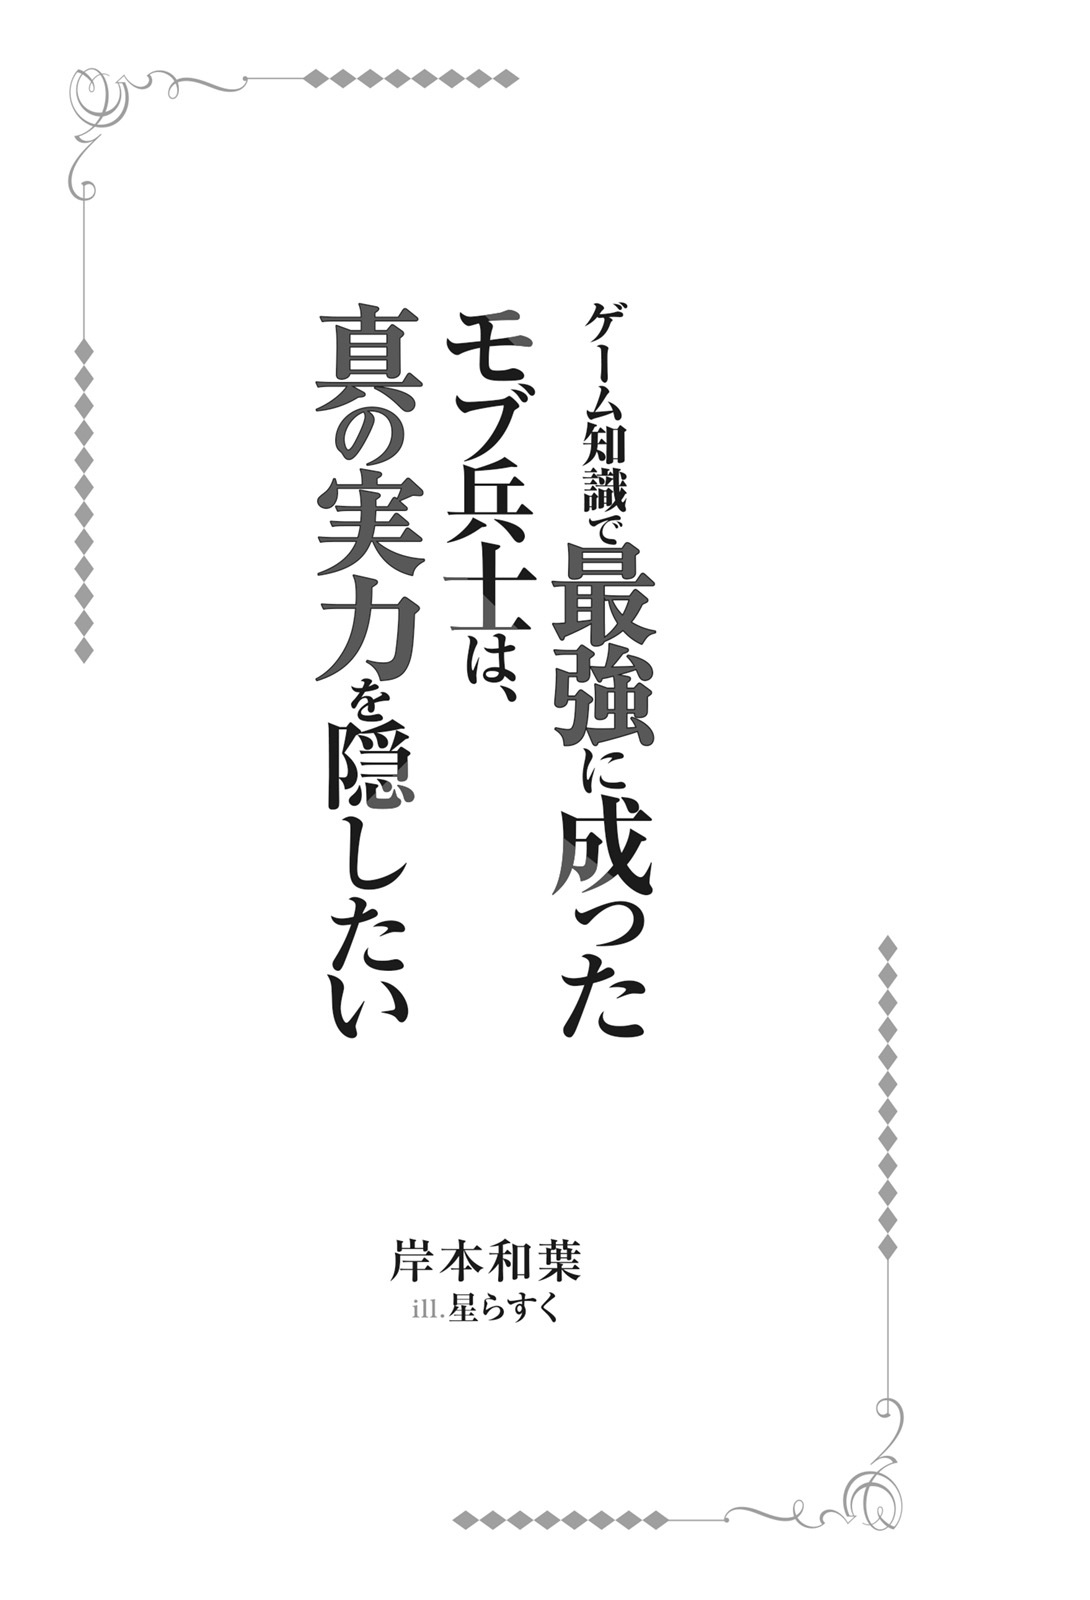 ゲーム知識で最強に成った
モブ兵士は、
真の実力を隠したい
岸本和葉
ill.星らすく